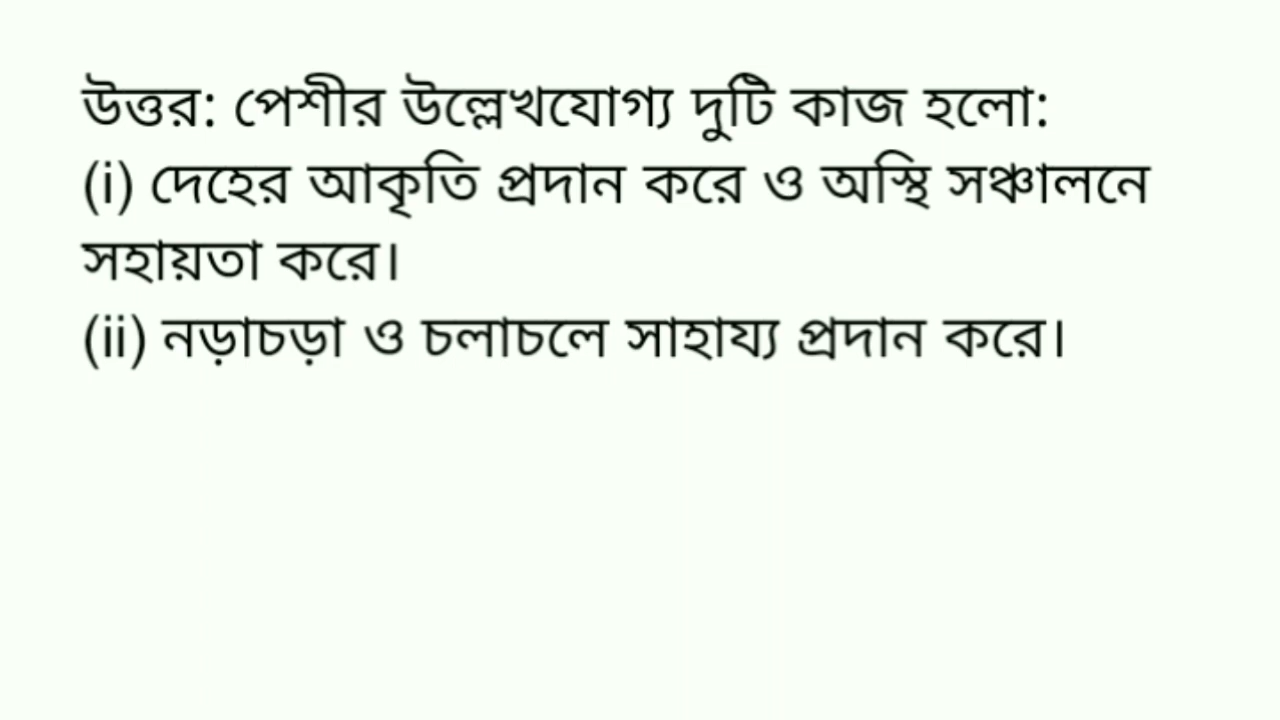 উত্তর: পেশীর উল্লেখযোগ্য দুটি কাজ হলো:
(i) দেহের আকৃতি প্রদান করে ও অস্থি সঞ্চালনে
সহায়তা করে।
(ii) নড়াচড়া ও চলাচলে সাহায্য প্রদান করে।